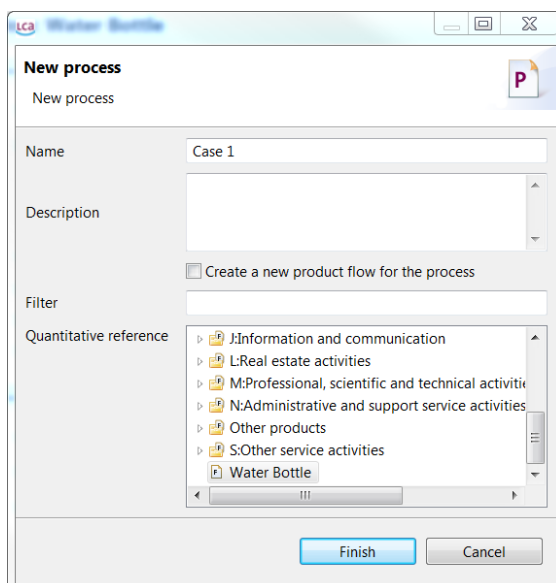 LCA Water Bottle
New process
New process
P
Name Case 1
Description
Create a new product flow for the process
Filter
Quantitative reference
F J:Information and communication
F L:Real estate activities
F M:Professional, scientific and technical activitie
F N:Administrative and support service activities
F Other products
F S:Other service activities
F Water Bottle
Finish Cancel